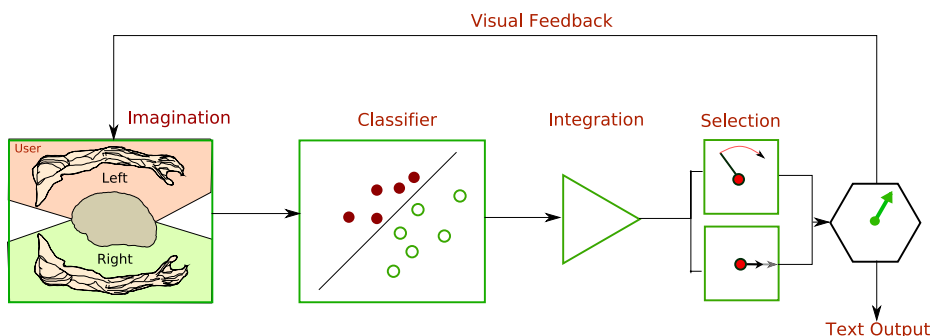 Visual Feedback
Imagination
Classifier
Integration
Selection
User
Left
Right
Text Output